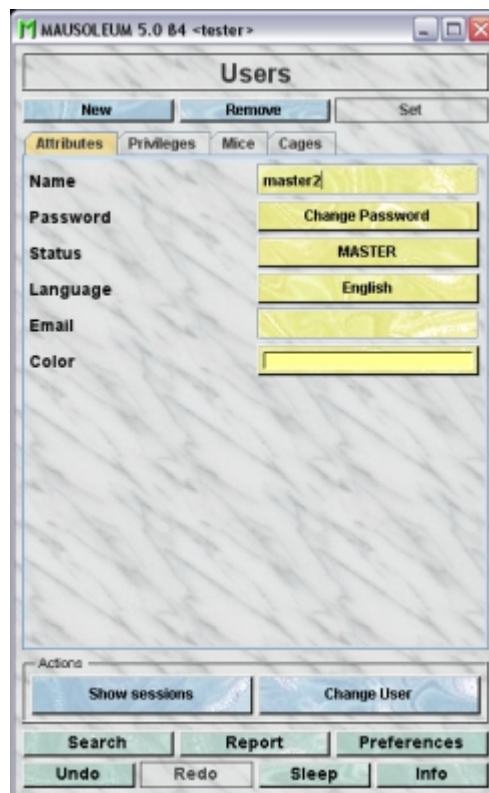 MAUSOLEUM 5.0 ß4 <tester>
Users
New Remove Set
Attributes Privileges Mice Cages
Name master2
Password Change Password
Status MASTER
Language English
Email
Color
Actions
Show sessions Change User
Search Report Preferences
Undo Redo Sleep Info